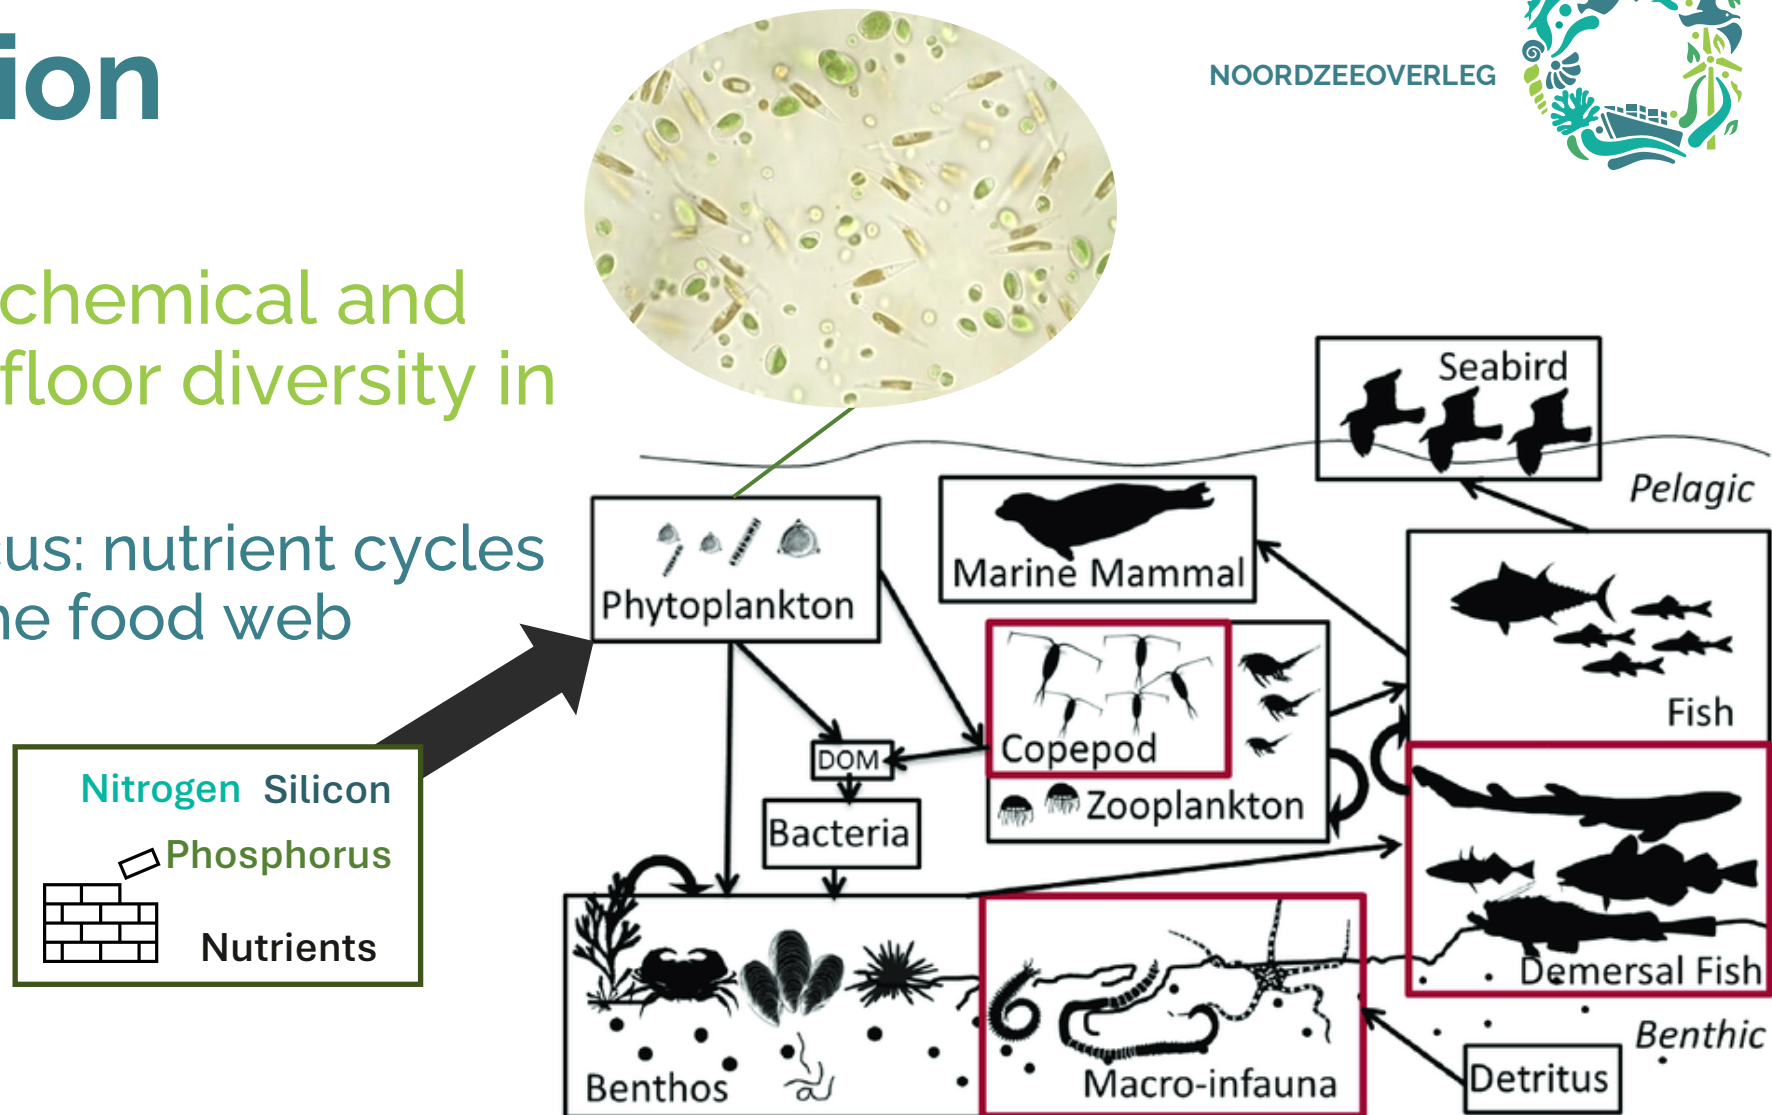 ion
NOORDZEEOVERLEG
chemical and
floor diversity in
cus: nutrient cycles
ne food web
Seabird
Pelagic
Marine Mammal
Phytoplankton
Fish
Copepod
DOM
Zooplankton
Bacteria
Nitrogen Silicon
Phosphorus
Nutrients
Demersal Fish
Benthic
Benthos
Macro-infauna
Detritus